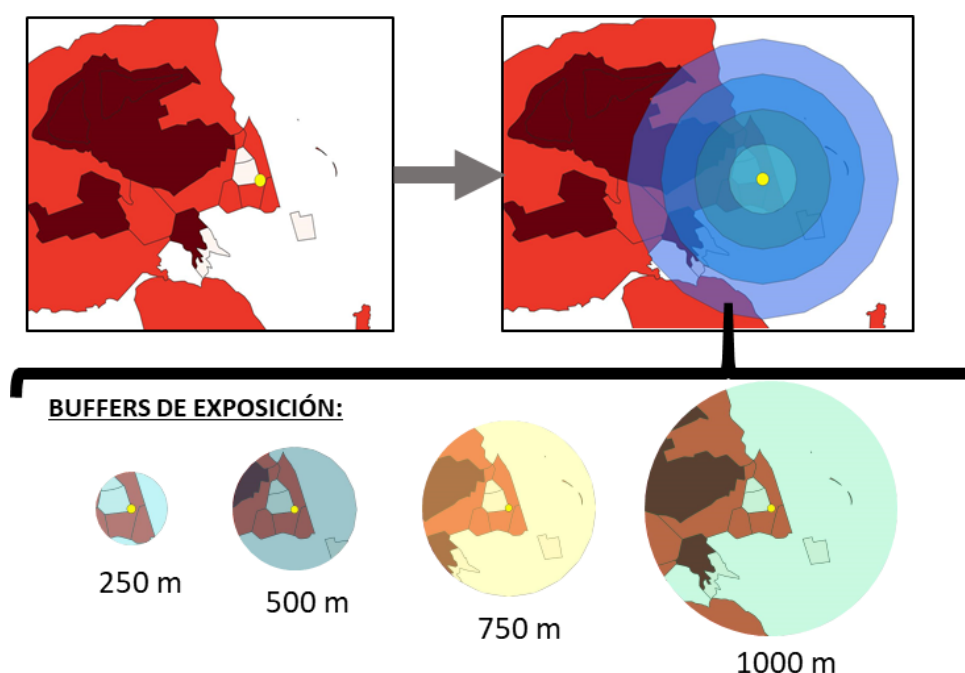 BUFFERS DE EXPOSICIÓN:
250 m
500 m
750 m
1000 m